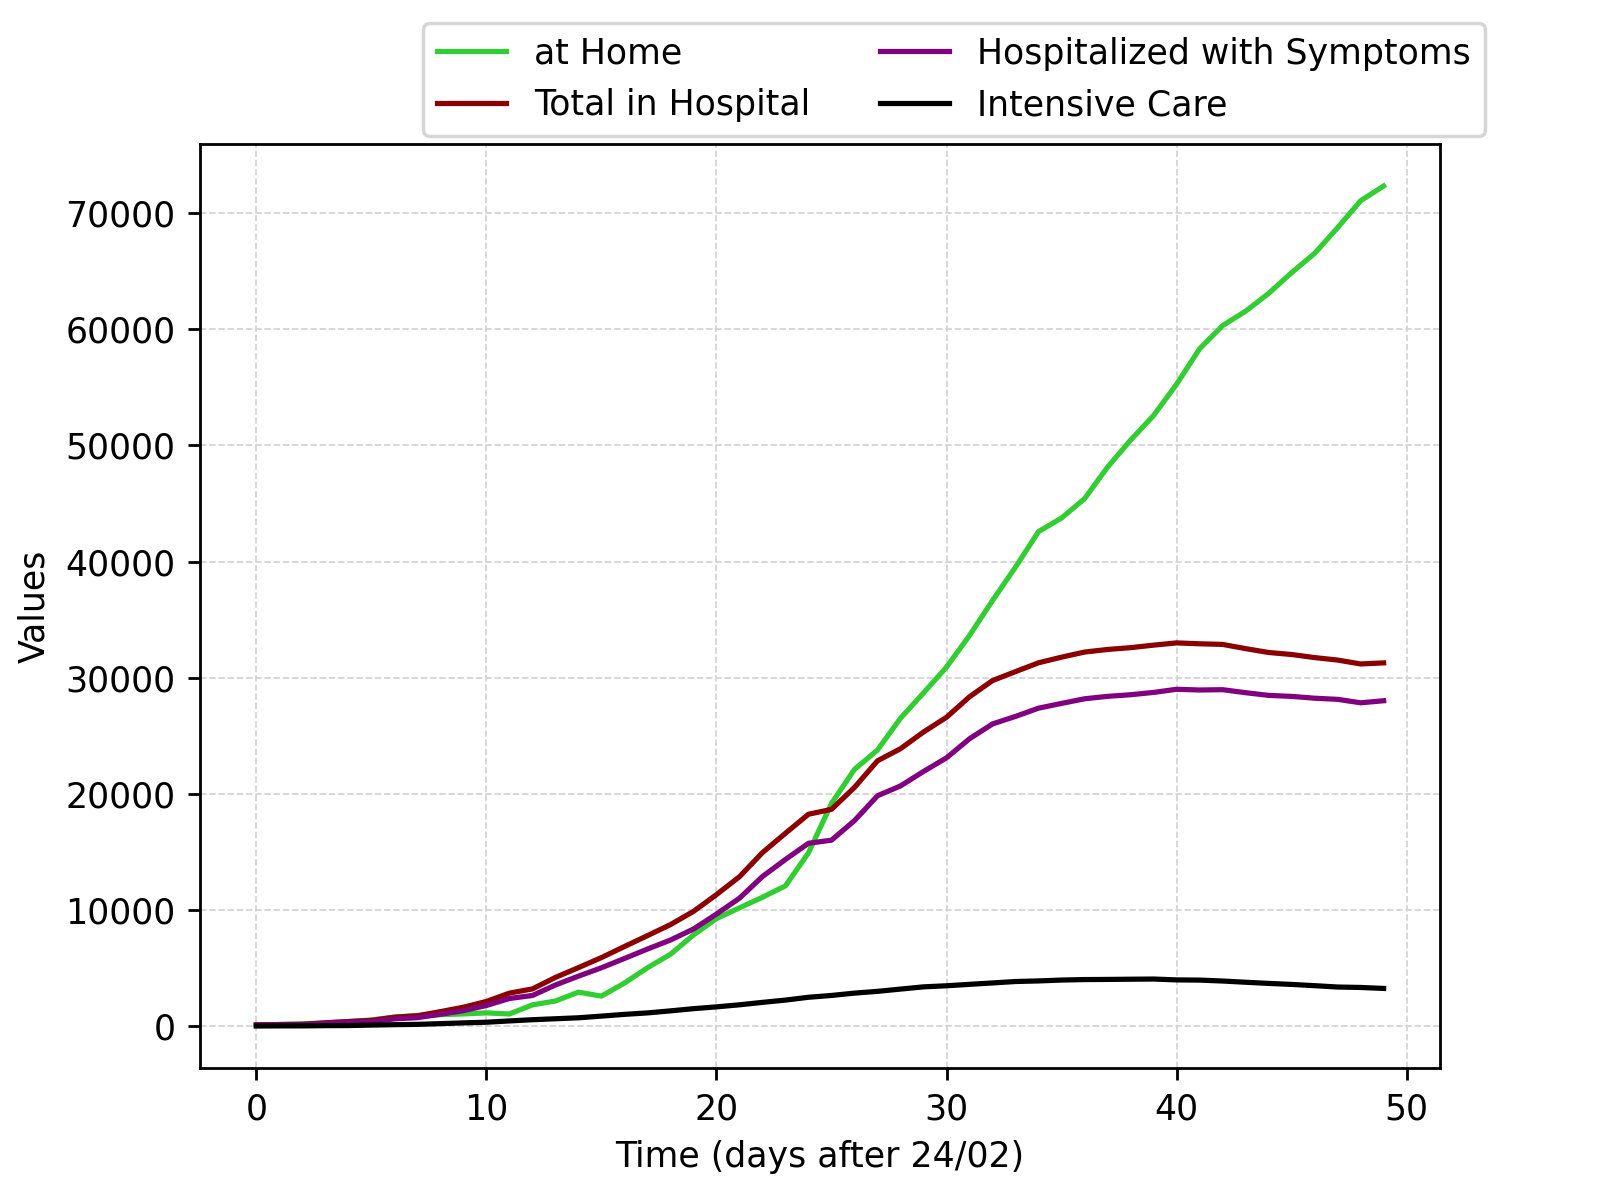 at Home
Total in Hospital
Hospitalized with Symptoms
Intensive Care
70000
60000
50000
40000
30000
20000
10000
0
Values
0 10 20 30 40 50
Time (days after 24/02)